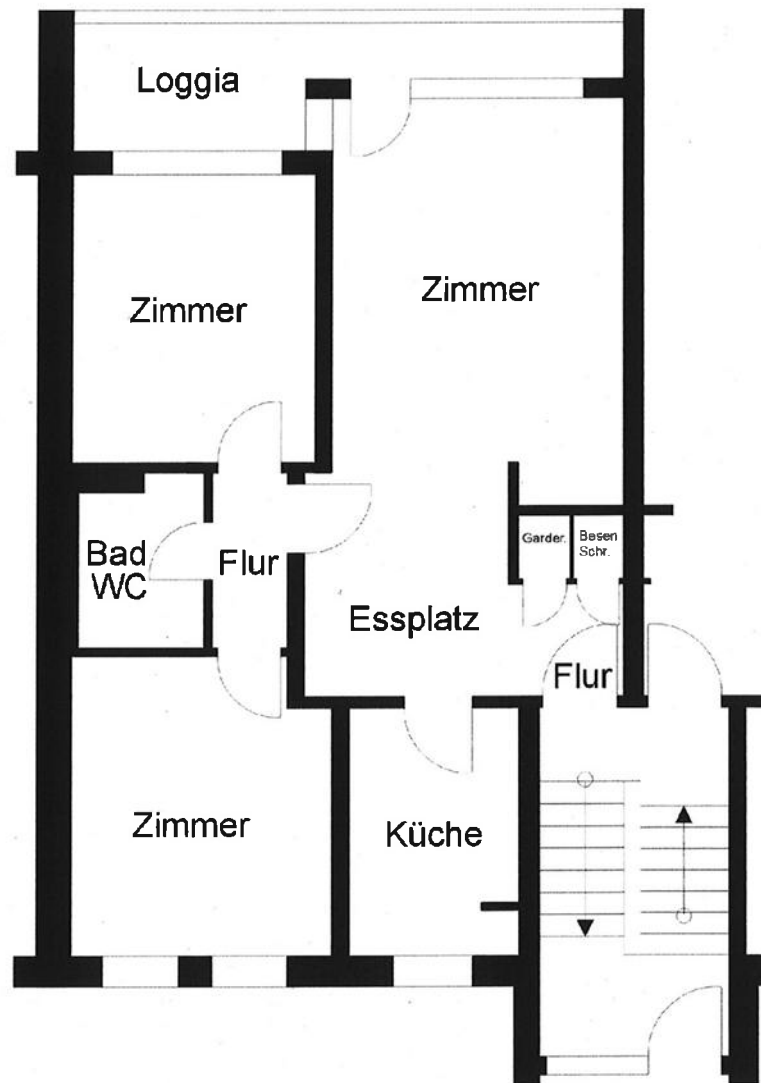 Loggia
Zimmer
Zimmer
Garder.
Besen
Schr.
Bad
WC
Flur
Essplatz
Flur
Zimmer
Küche